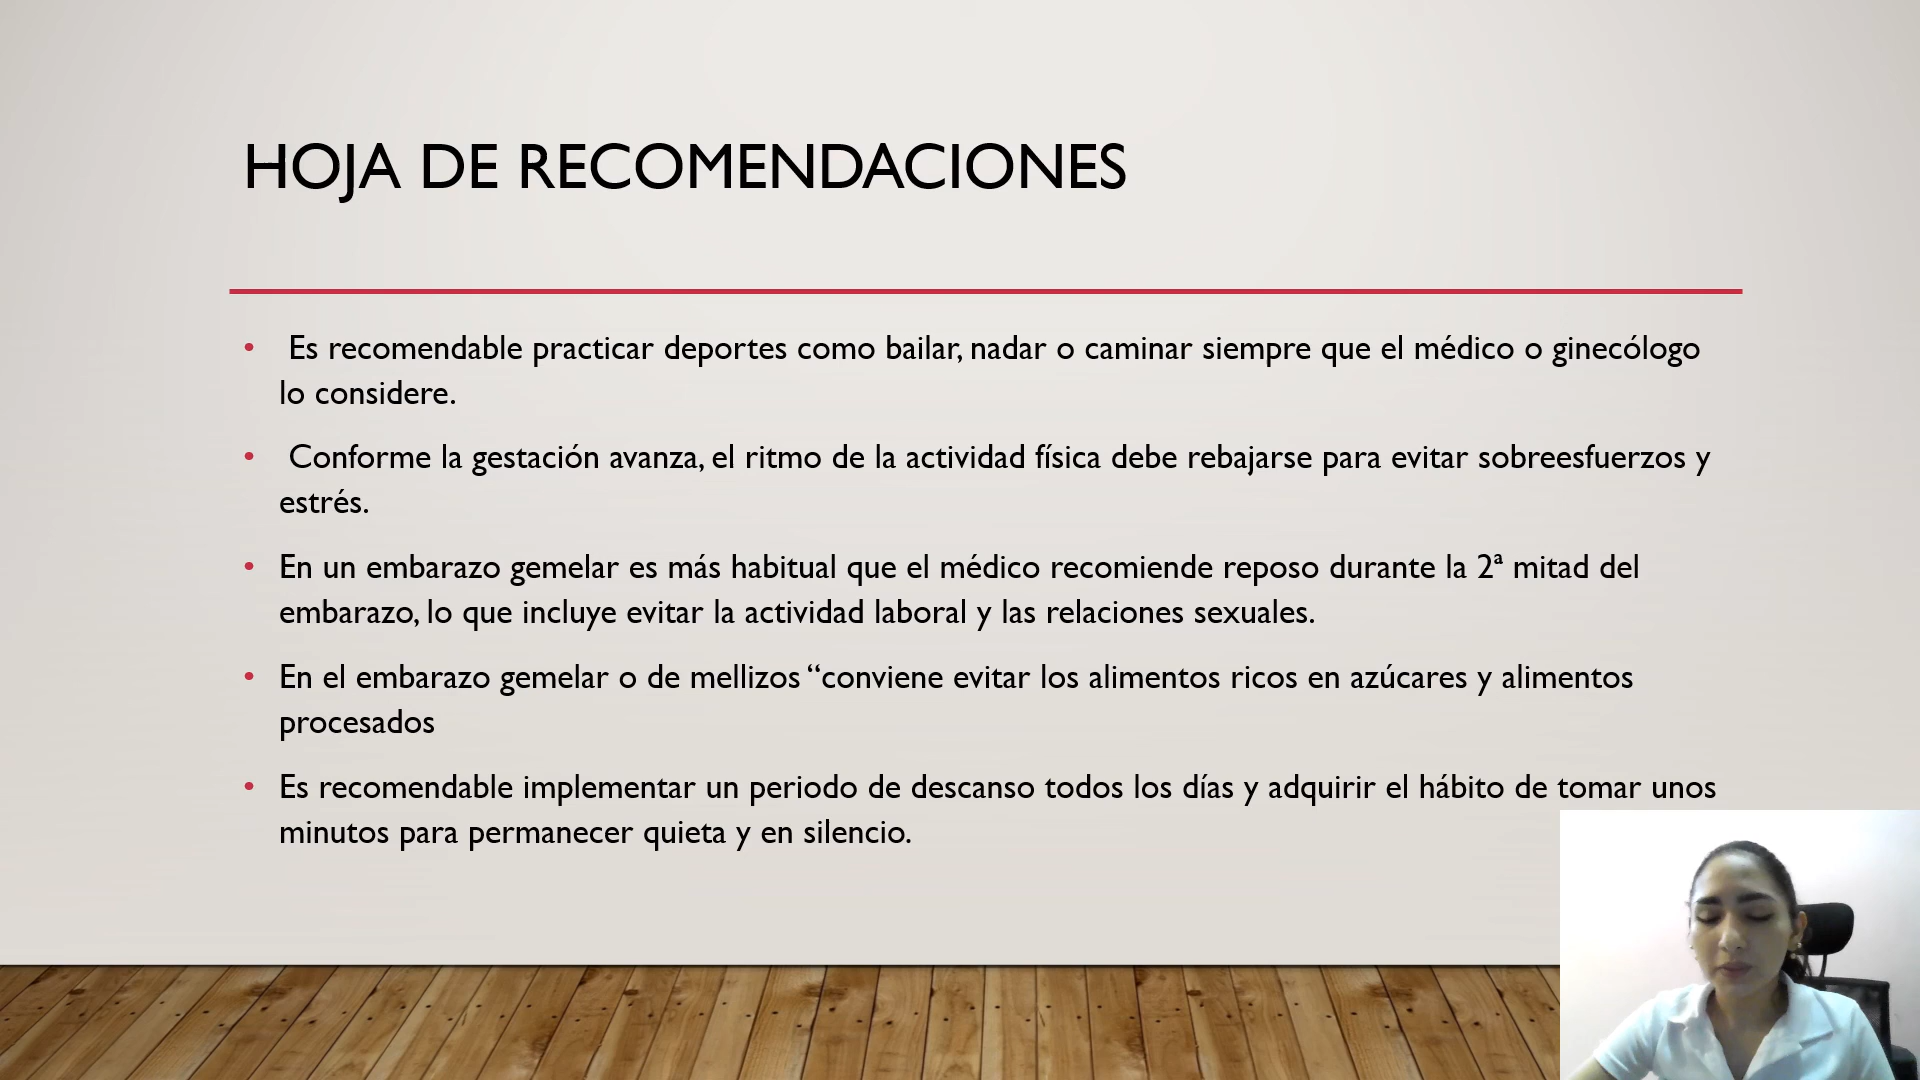 HOJA DE RECOMENDACIONES
• Es recomendable practicar deportes como bailar, nadar o caminar siempre que el médico o ginecólogo
lo considere.
• Conforme la gestación avanza, el ritmo de la actividad física debe rebajarse para evitar sobreesfuerzos y
estrés.
• En un embarazo gemelar es más habitual que el médico recomiende reposo durante la 2ª mitad del
embarazo, lo que incluye evitar la actividad laboral y las relaciones sexuales.
• En el embarazo gemelar o de mellizos “conviene evitar los alimentos ricos en azúcares y alimentos
procesados
• Es recomendable implementar un periodo de descanso todos los días y adquirir el hábito de tomar unos
minutos para permanecer quieta y en silencio.